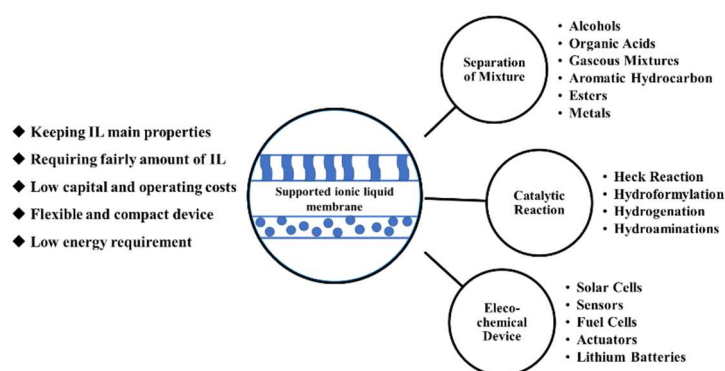 ◆ Keeping IL main properties
◆ Requiring fairly amount of IL
◆ Low capital and operating costs
◆ Flexible and compact device
◆ Low energy requirement
Supported ionic liquid
membrane
Separation
of Mixture
• Alcohols
• Organic Acids
• Gaseous Mixtures
• Aromatic Hydrocarbon
• Esters
• Metals
Catalytic
Reaction
• Heck Reaction
• Hydroformylation
• Hydrogenation
• Hydroaminations
Eleco-
chemical
Device
• Solar Cells
• Sensors
• Fuel Cells
• Actuators
• Lithium Batteries